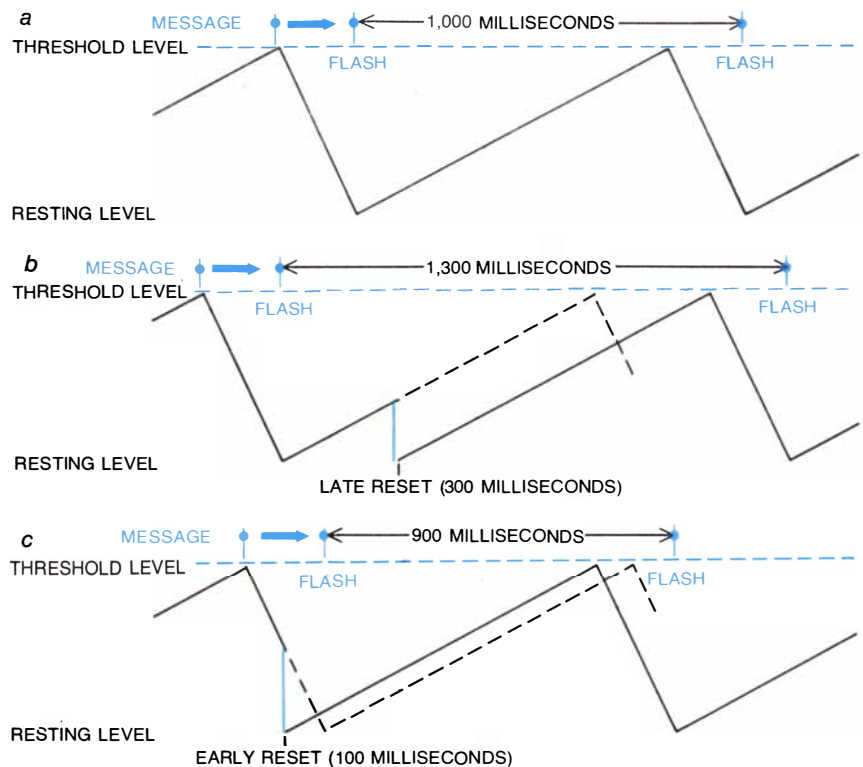 a
MESSAGE 1,000 MILLISECONDS
THRESHOLD LEVEL
FLASH FLASH
RESTING LEVEL
b
MESSAGE 1,300 MILLISECONDS
THRESHOLD LEVEL
FLASH FLASH
RESTING LEVEL
LATE RESET (300 MILLISECONDS)
c
MESSAGE 900 MILLISECONDS
THRESHOLD LEVEL
FLASH FLASH
RESTING LEVEL
EARLY RESET (100 MILLISECONDS)